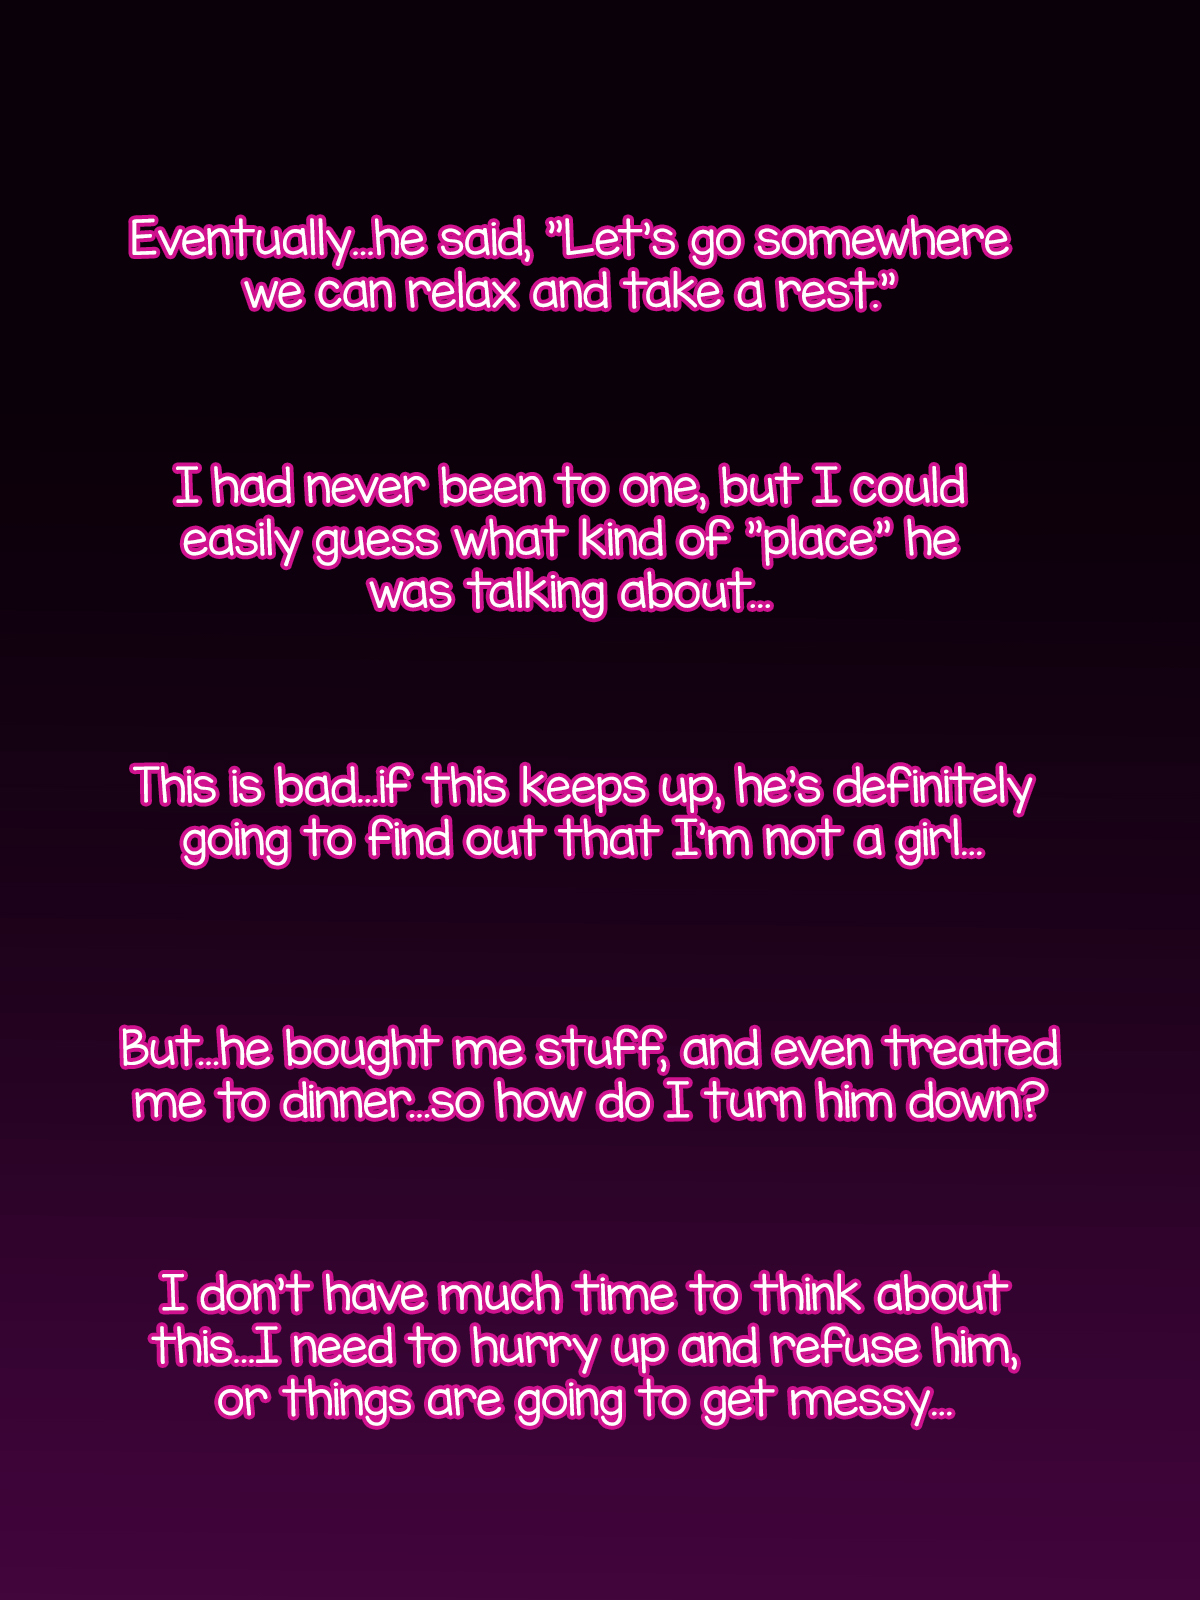 Eventually...he said, "Let's go somewhere
we can relax and take a rest."
I had never been to one, but I could
easily guess what kind of "place" he
was talking about...
This is bad...if this keeps up, he's definitely
going to find out that I'm not a girl...
But...he bought me stuff, and even treated
me to dinner...so how do I turn him down?
I don't have much time to think about
this...I need to hurry up and refuse him,
or things are going to get messy...